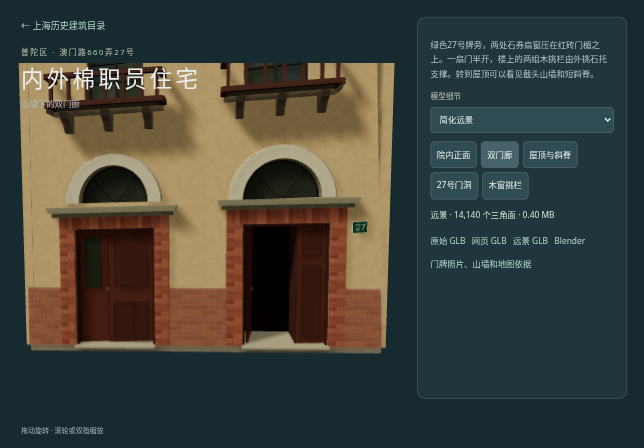 ← 上海历史建筑目录
普陀区 · 澳门路660弄27号
内外棉职员住宅
山墙下的双门廊
27
拖动旋转 · 滚轮或双指缩放
绿色27号牌旁，两处石券扇窗压在红砖门楣之
上。一扇门半开，楼上的两组木挑栏由外挑石托
支撑。转到屋顶可以看见截头山墙和短斜脊。
模型细节
简化远景
院内正面
双门廊
屋顶与斜脊
27号门洞
木窗挑栏
远景 · 14,140 个三角面 · 0.40 MB
原始 GLB 网页 GLB 远景 GLB Blender
门牌照片、山墙和地图依据